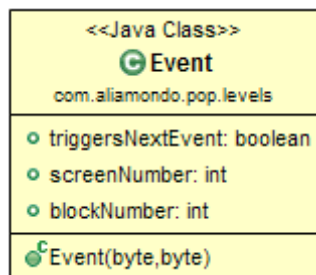 <<Java Class>>
Event
com.aliamondo.pop.levels
triggersNextEvent: boolean
screenNumber: int
blockNumber: int
Event(byte,byte)